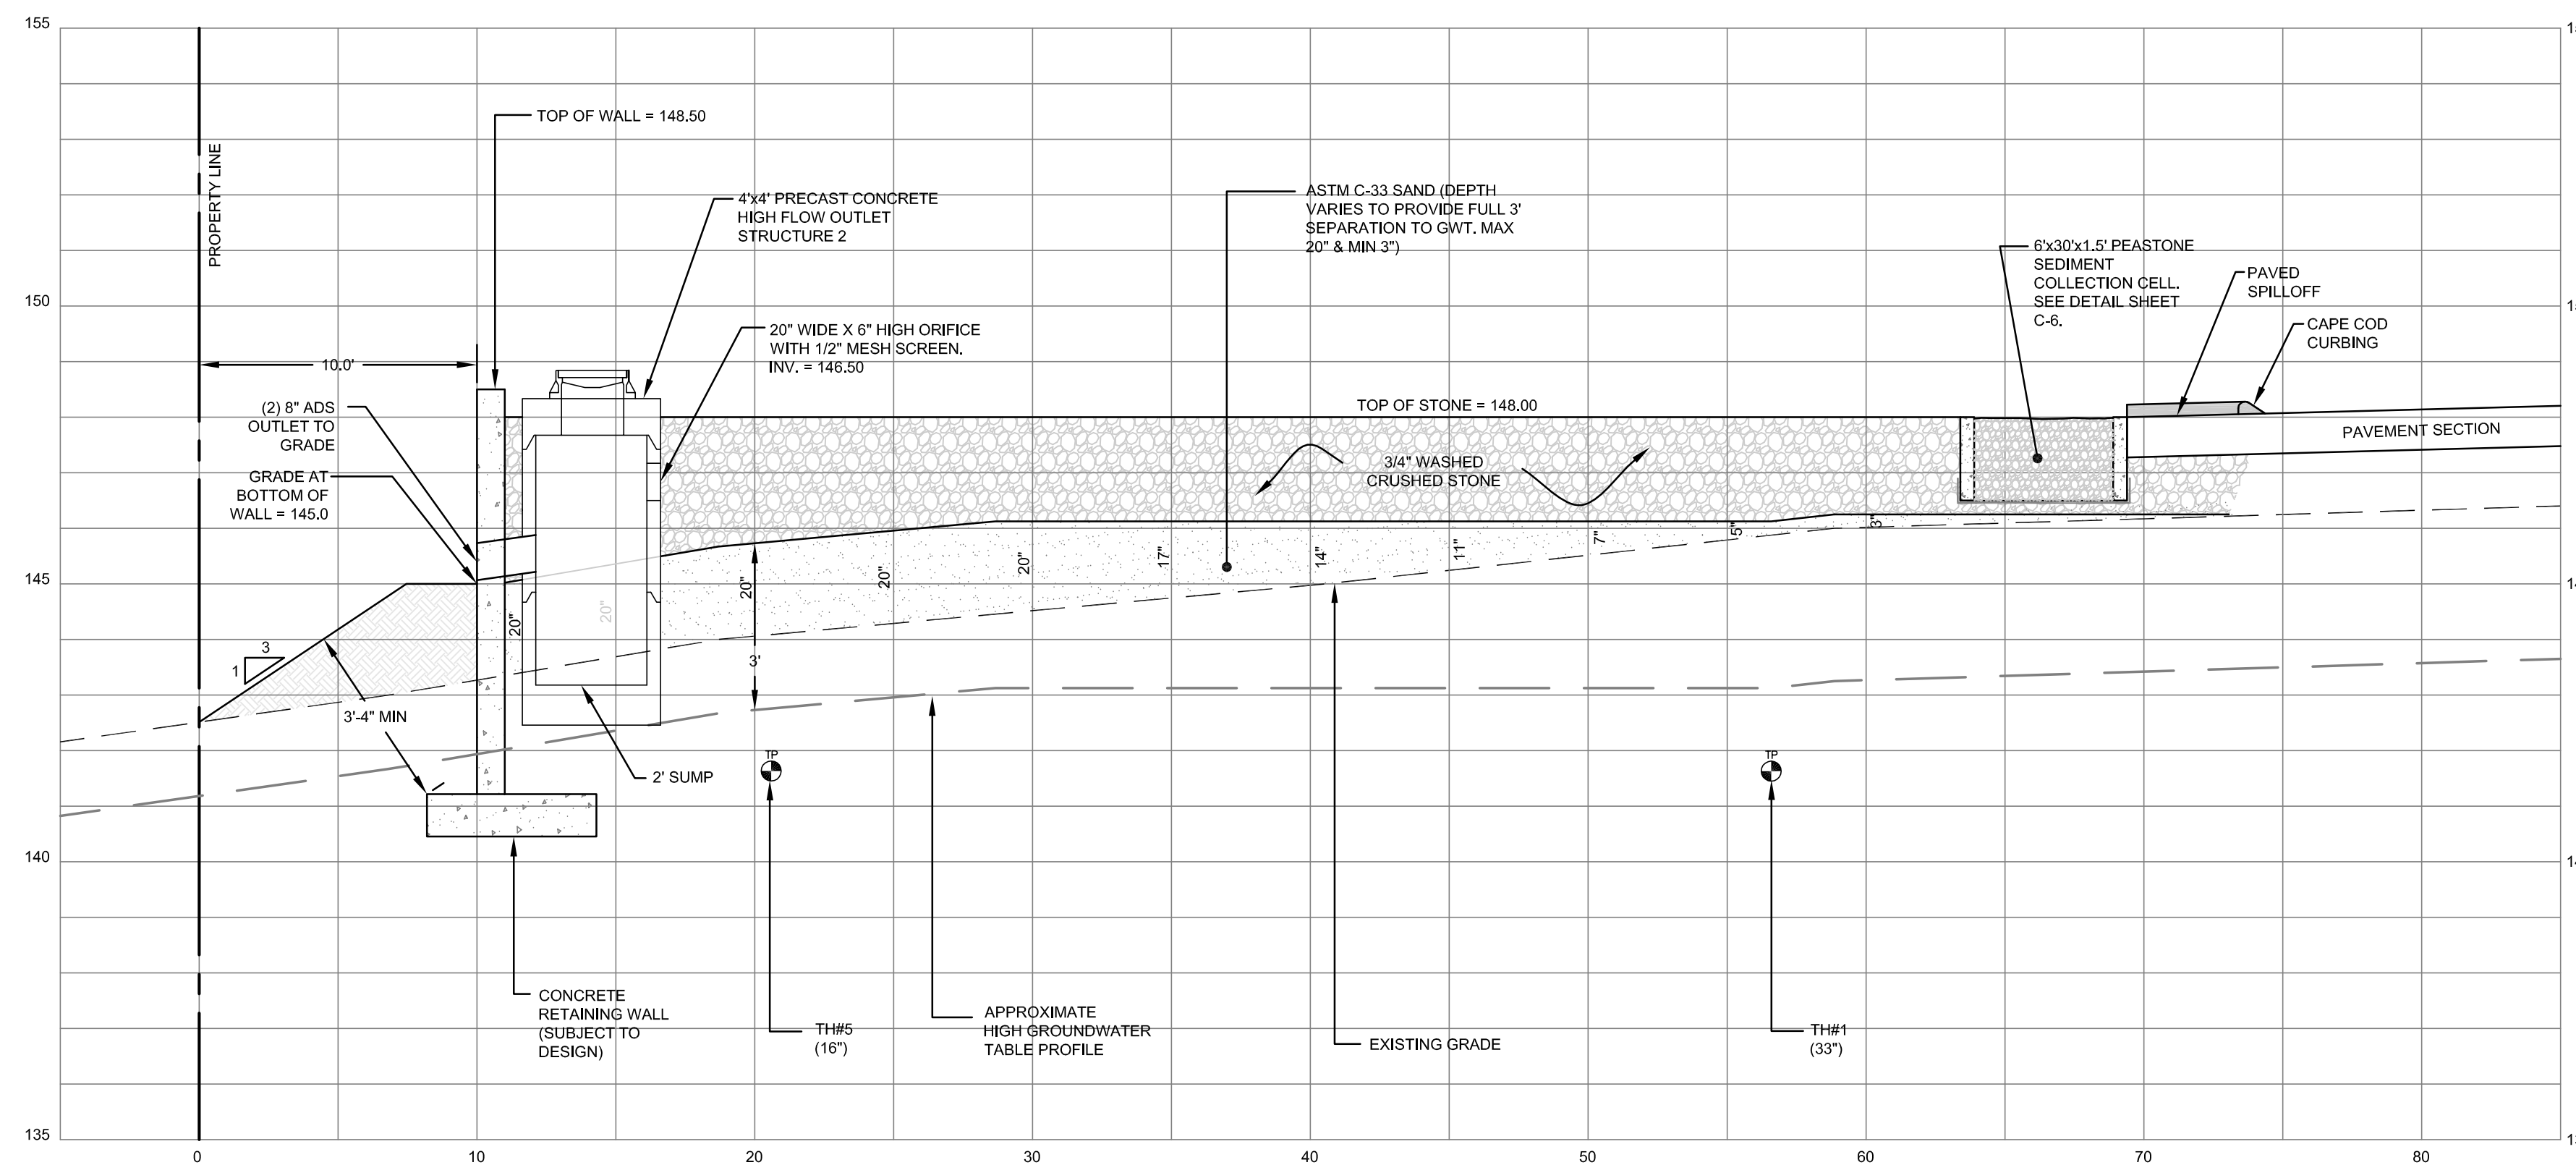 155
150
145
140
135
0
10
20
30
40
50
60
70
80
PROPERTY LINE
TOP OF WALL = 148.50
4'x4' PRECAST CONCRETE
HIGH FLOW OUTLET
STRUCTURE 2
20" WIDE X 6" HIGH ORIFICE
WITH 1/2" MESH SCREEN.
INV. = 146.50
10.0'
(2) 8" ADS
OUTLET TO
GRADE
GRADE AT
BOTTOM OF
WALL = 145.0
ASTM C-33 SAND (DEPTH
VARIES TO PROVIDE FULL 3'
SEPARATION TO GWT. MAX
20" & MIN 3")
6'x30'x1.5' PEASTONE
SEDIMENT
COLLECTION CELL.
SEE DETAIL SHEET
C-6.
PAVED
SPILLOFF
CAPE COD
CURBING
TOP OF STONE = 148.00
PAVEMENT SECTION
3/4" WASHED
CRUSHED STONE
20"
20"
20"
20"
20"
17"
14"
11"
7"
5"
3"
3
1
3'-4" MIN
3'
2' SUMP
TP
TP
CONCRETE
RETAINING WALL
(SUBJECT TO
DESIGN)
TH#5
(16")
APPROXIMATE
HIGH GROUNDWATER
TABLE PROFILE
EXISTING GRADE
TH#1
(33")